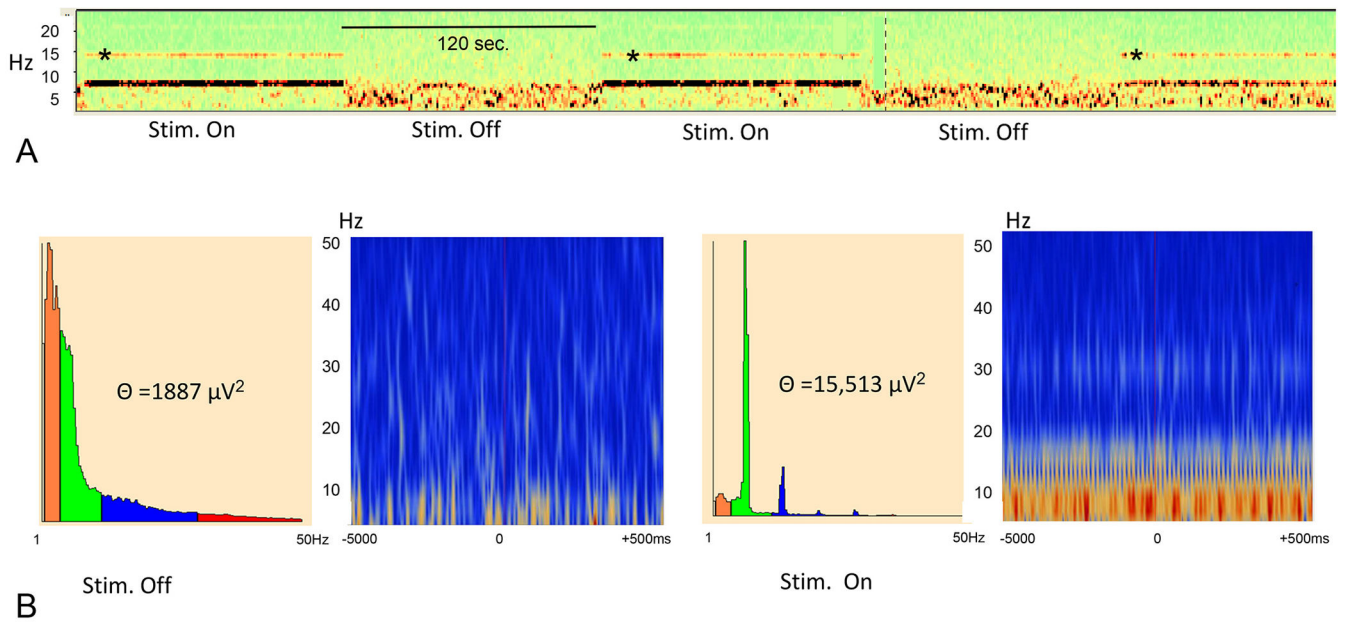 20
15
Hz
10
5
*
*
*
120 sec.
Stim. On
Stim. Off
Stim. On
Stim. Off
A
Hz
50
40
30
20
10
Θ =1887 µV²
1
50Hz
-5000
0
+500ms
Stim. Off
Hz
50
40
30
20
10
Θ =15,513 µV²
1
50Hz
-5000
0
+500ms
Stim. On
B